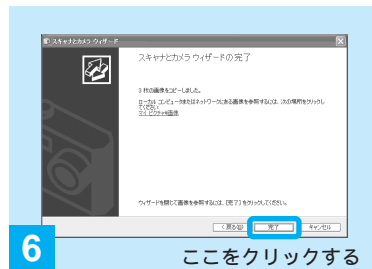 スキャナとカメラ ウィザード
スキャナとカメラ ウィザードの完了
3 枚の画像をコピーしました。
ローカル コンピュータまたはネットワークにある画像を参照するには、次の場所をクリックし
てください:
マイ ピクチャ¥画像
ウィザードを閉じて画像を参照するには、[完了] をクリックしてください。
< 戻る(B)
完了
キャンセル
6
ここをクリックする